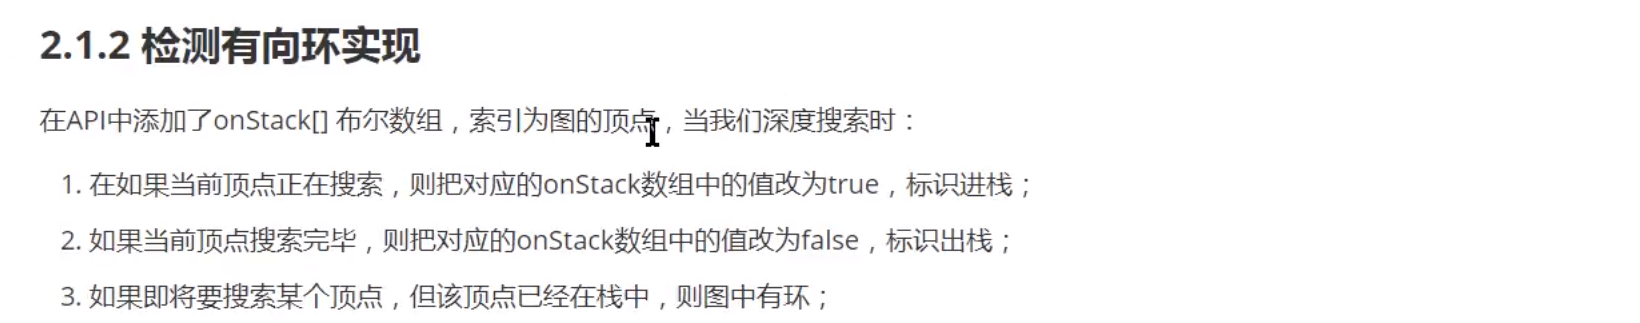 2.1.2 检测有向环实现
在API中添加了onStack[] 布尔数组，索引为图的顶点，当我们深度搜索时：
1. 在如果当前顶点正在搜索，则把对应的onStack数组中的值改为true，标识进栈；
2. 如果当前顶点搜索完毕，则把对应的onStack数组中的值改为false，标识出栈；
3. 如果即将要搜索某个顶点，但该顶点已经在栈中，则图中有环；